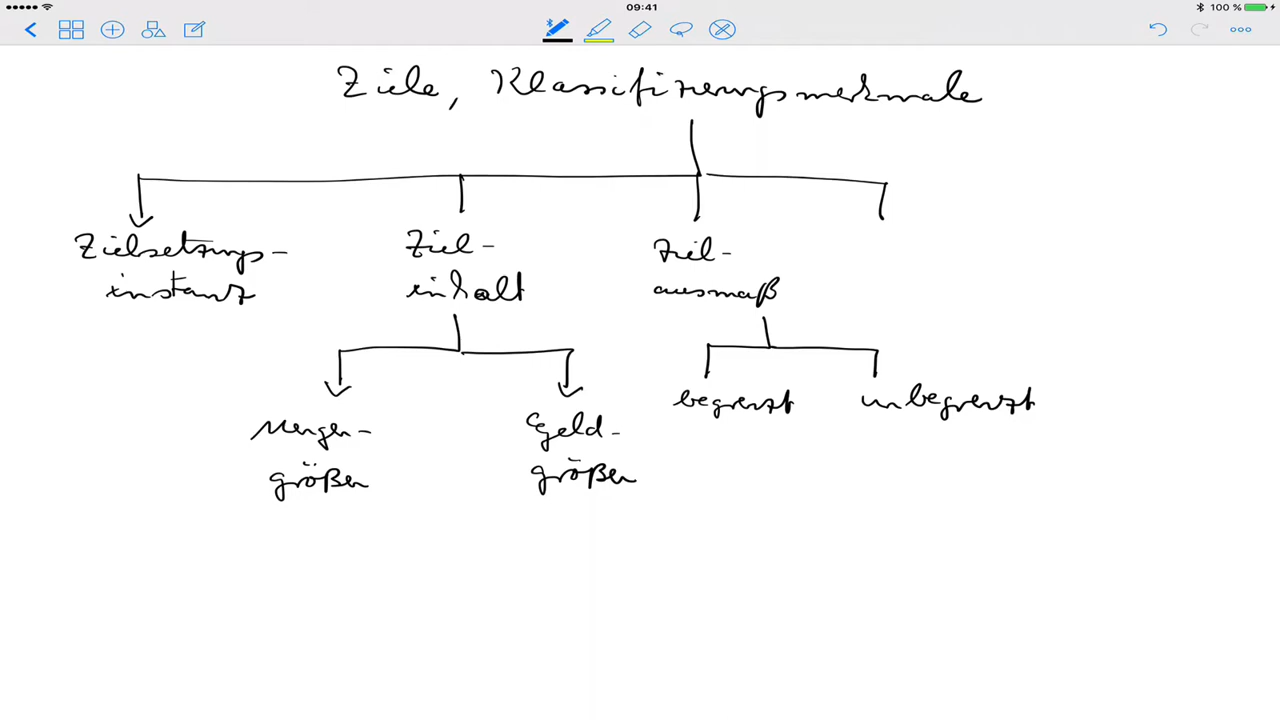 09:41
100 %
Ziele, Klassifizierungsmerkmale
Zielsetzungs-
instanz
Ziel-
inhalt
Ziel-
ausmaß
Mengen-
größen
Geld-
größen
begrenzt
unbegrenzt